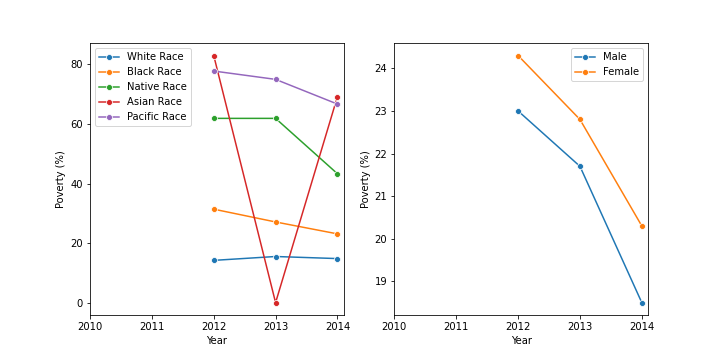 White Race
Black Race
Native Race
Asian Race
Pacific Race
80
60
40
20
0
Poverty (%)
2010 2011 2012 2013 2014
Year
Male
Female
24
23
22
21
20
19
Poverty (%)
2010 2011 2012 2013 2014
Year